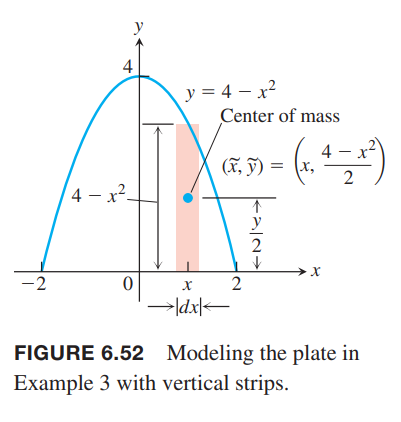 y
4
y = 4 − x²
Center of mass
(x̃, ỹ) = (x, (4 − x²)/2)
4 − x²
y/2
−2
0
x
2
x
|dx|
FIGURE 6.52 Modeling the plate in
Example 3 with vertical strips.